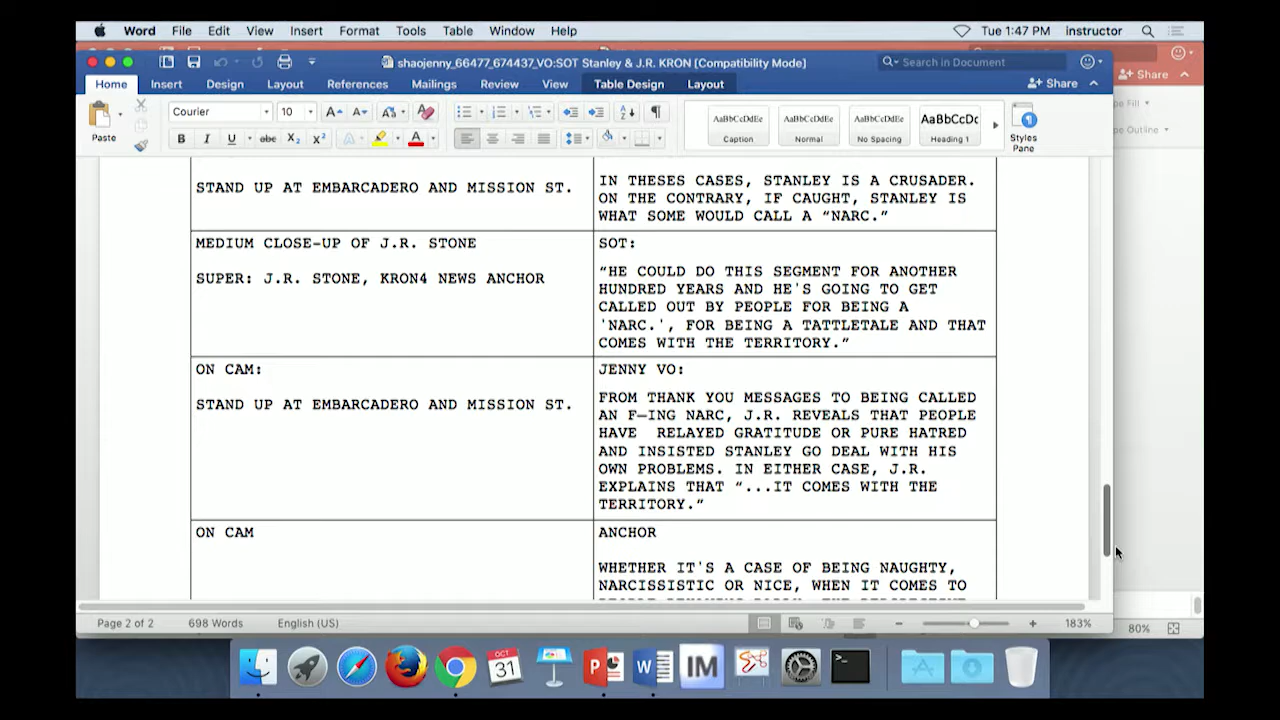 Word File Edit View Insert Format Tools Table Window Help Tue 1:47 PM instructor
shaojenny_66477_674437_VO:SOT Stanley & J.R. KRON [Compatibility Mode] Search in Document
Home Insert Design Layout References Mailings Review View Table Design Layout Share Share
Courier 10
AaBbCcDdEe AaBbCcDdEe AaBbCcDdEe AaBbCcDc
Paste Caption Normal No Spacing Heading 1 Styles Pane
STAND UP AT EMBARCADERO AND MISSION ST.
IN THESES CASES, STANLEY IS A CRUSADER.
ON THE CONTRARY, IF CAUGHT, STANLEY IS
WHAT SOME WOULD CALL A “NARC.”
MEDIUM CLOSE-UP OF J.R. STONE
SUPER: J.R. STONE, KRON4 NEWS ANCHOR
SOT:
“HE COULD DO THIS SEGMENT FOR ANOTHER
HUNDRED YEARS AND HE'S GOING TO GET
CALLED OUT BY PEOPLE FOR BEING A
'NARC.', FOR BEING A TATTLETALE AND THAT
COMES WITH THE TERRITORY.”
ON CAM:
STAND UP AT EMBARCADERO AND MISSION ST.
JENNY VO:
FROM THANK YOU MESSAGES TO BEING CALLED
AN F–ING NARC, J.R. REVEALS THAT PEOPLE
HAVE RELAYED GRATITUDE OR PURE HATRED
AND INSISTED STANLEY GO DEAL WITH HIS
OWN PROBLEMS. IN EITHER CASE, J.R.
EXPLAINS THAT “...IT COMES WITH THE
TERRITORY.”
ON CAM
ANCHOR
WHETHER IT'S A CASE OF BEING NAUGHTY,
NARCISSISTIC OR NICE, WHEN IT COMES TO
Page 2 of 2 698 Words English (US) 183% 80%
OCT
31
IM